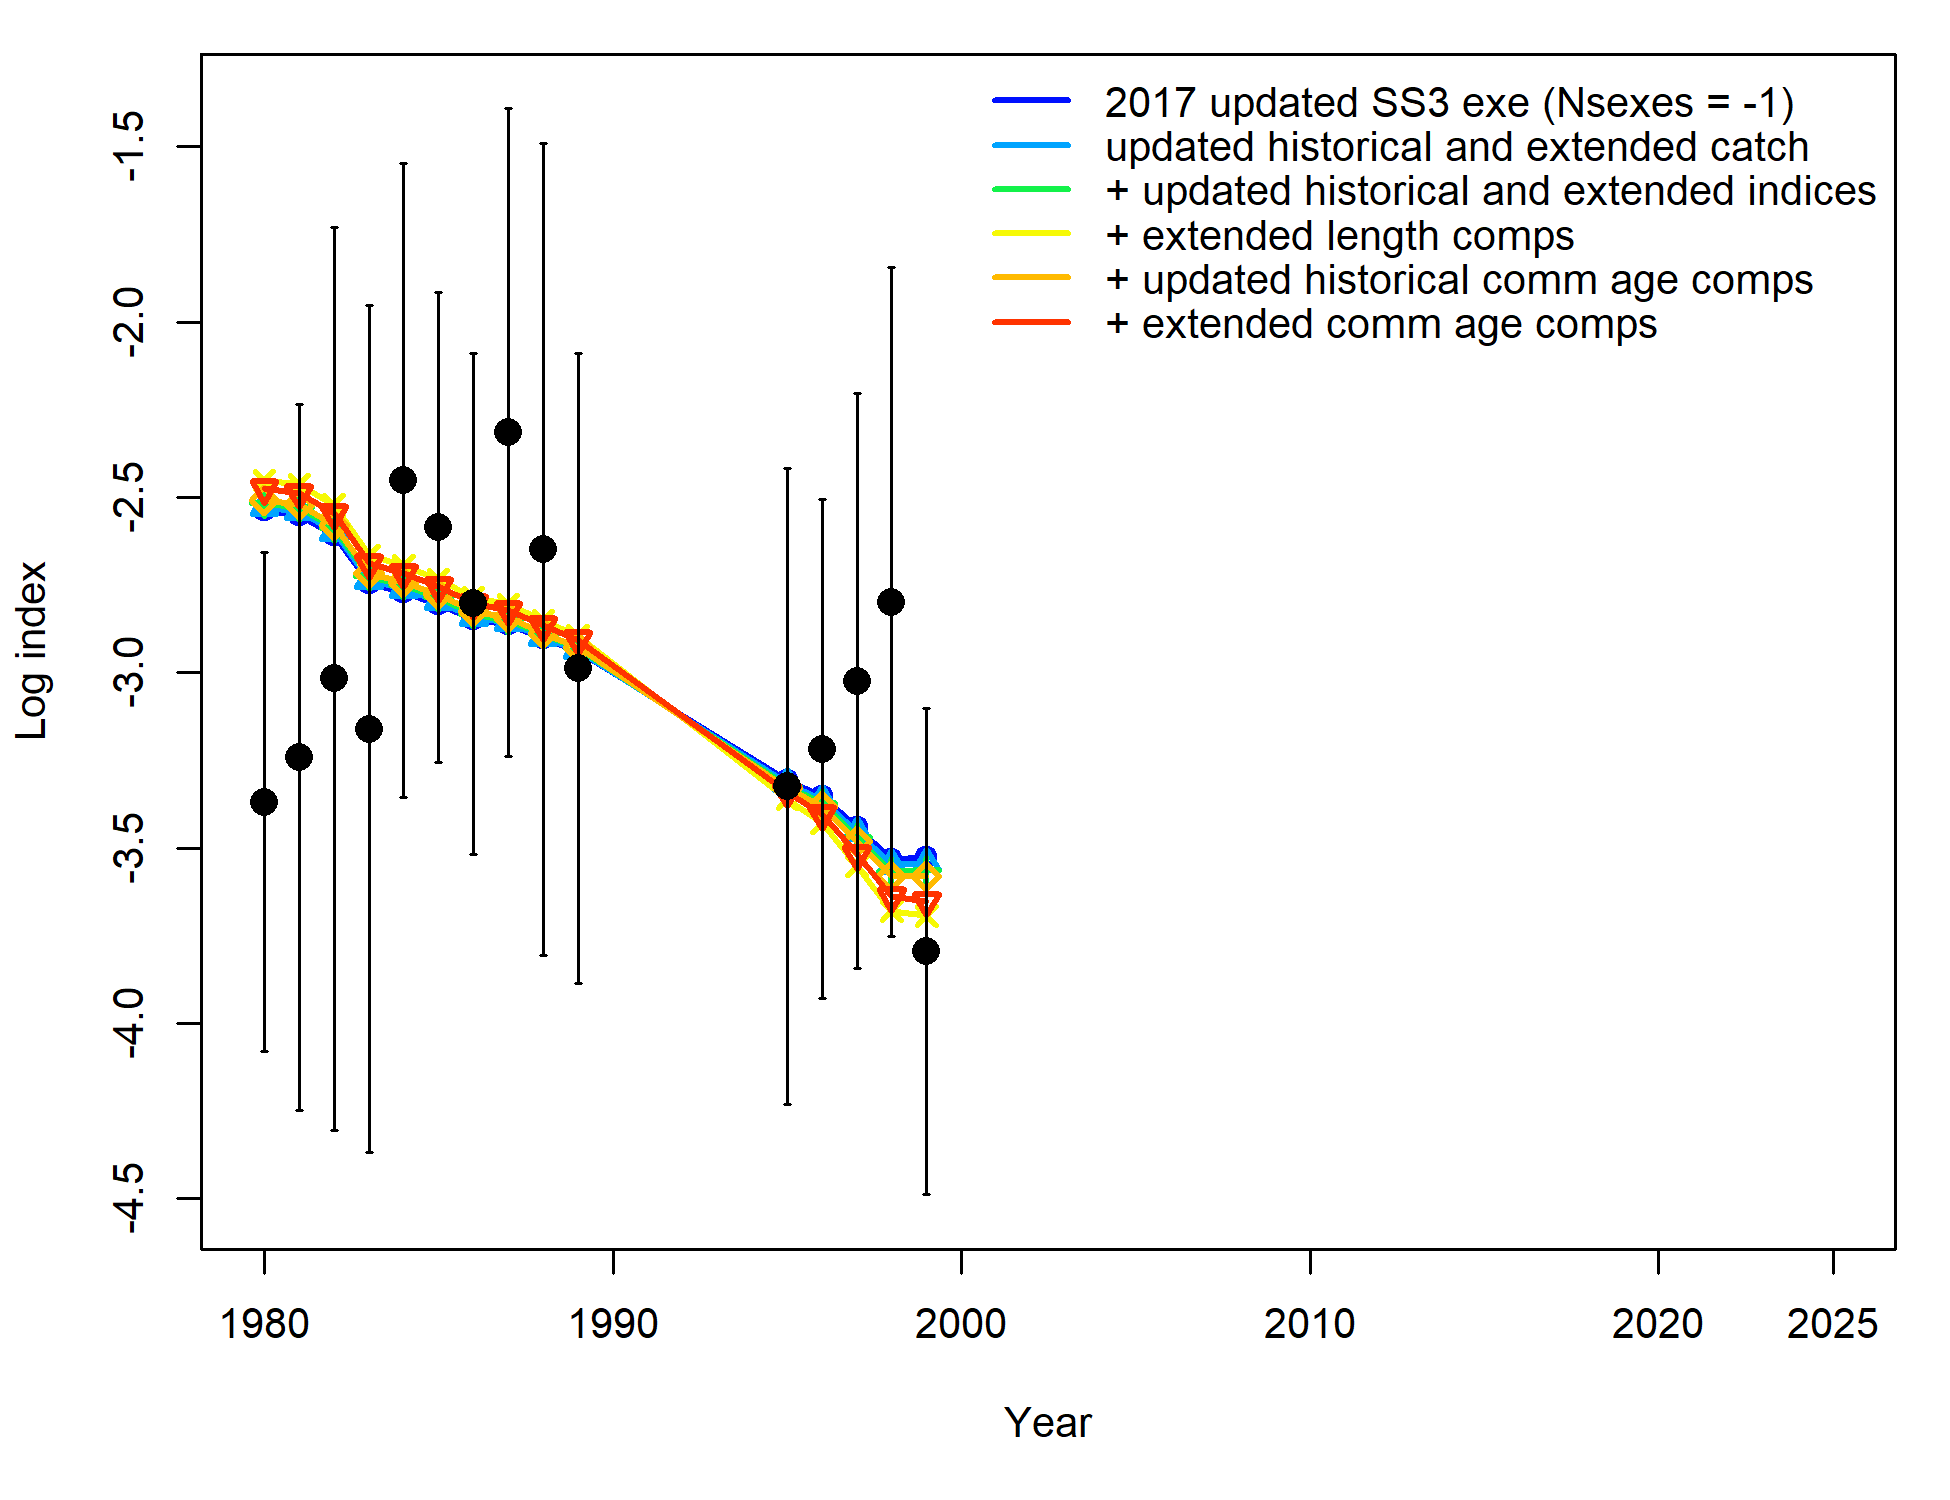 2017 updated SS3 exe (Nsexes = -1)
updated historical and extended catch
+ updated historical and extended indices
+ extended length comps
+ updated historical comm age comps
+ extended comm age comps
Log index
-1.5
-2.0
-2.5
-3.0
-3.5
-4.0
-4.5
1980 1990 2000 2010 2020 2025
Year